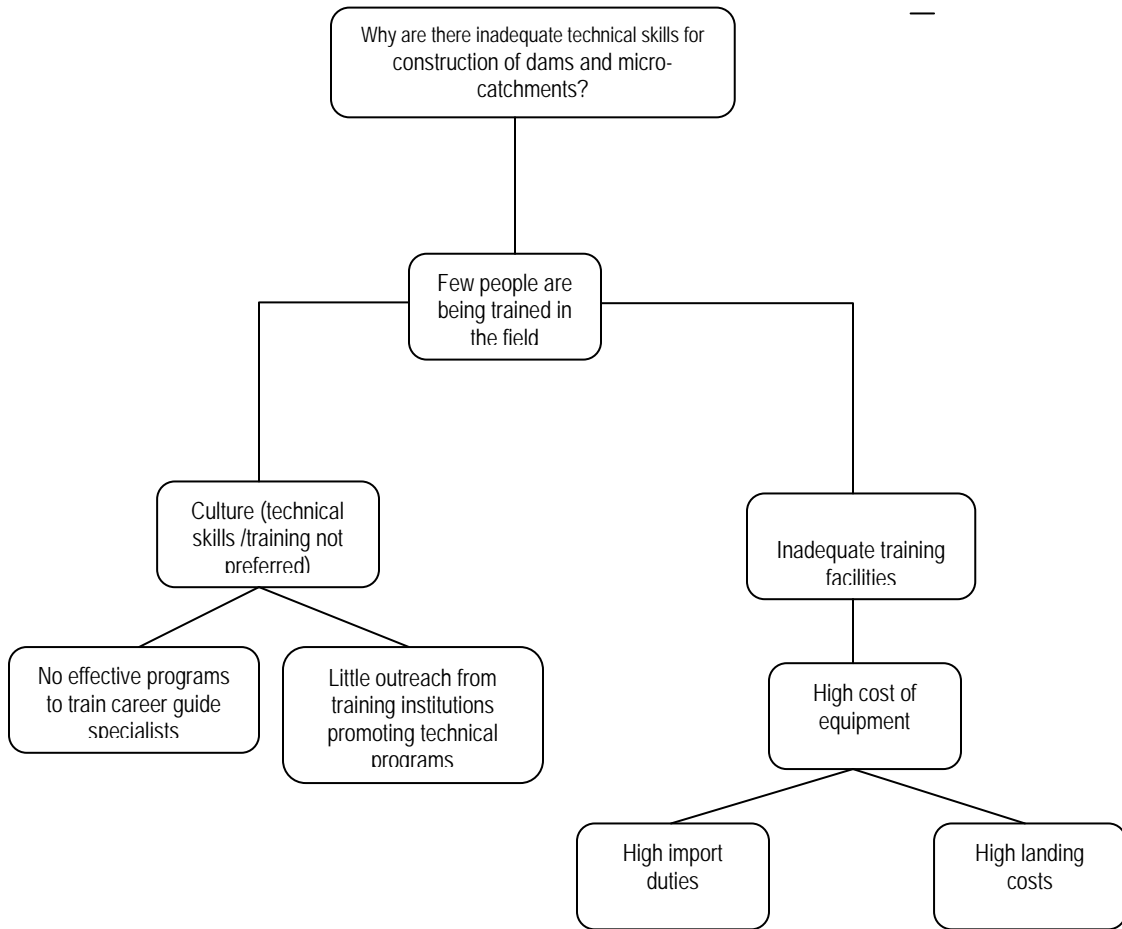 Why are there inadequate technical skills for
construction of dams and micro-
catchments?
Few people are
being trained in
the field
Culture (technical
skills /training not
preferred)
Inadequate training
facilities
No effective programs
to train career guide
specialists
Little outreach from
training institutions
promoting technical
programs
High cost of
equipment
High import
duties
High landing
costs